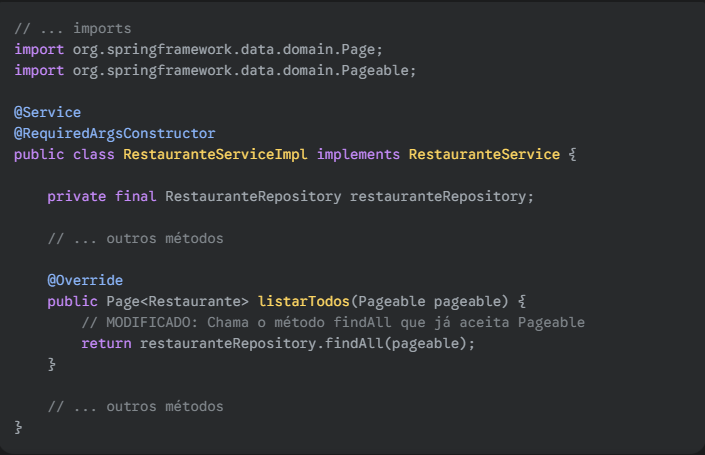 // ... imports
import org.springframework.data.domain.Page;
import org.springframework.data.domain.Pageable;
@Service
@RequiredArgsConstructor
public class RestauranteServiceImpl implements RestauranteService {
private final RestauranteRepository restauranteRepository;
// ... outros métodos
@Override
public Page<Restaurante> listarTodos(Pageable pageable) {
// MODIFICADO: Chama o método findAll que já aceita Pageable
return restauranteRepository.findAll(pageable);
}
// ... outros métodos
}